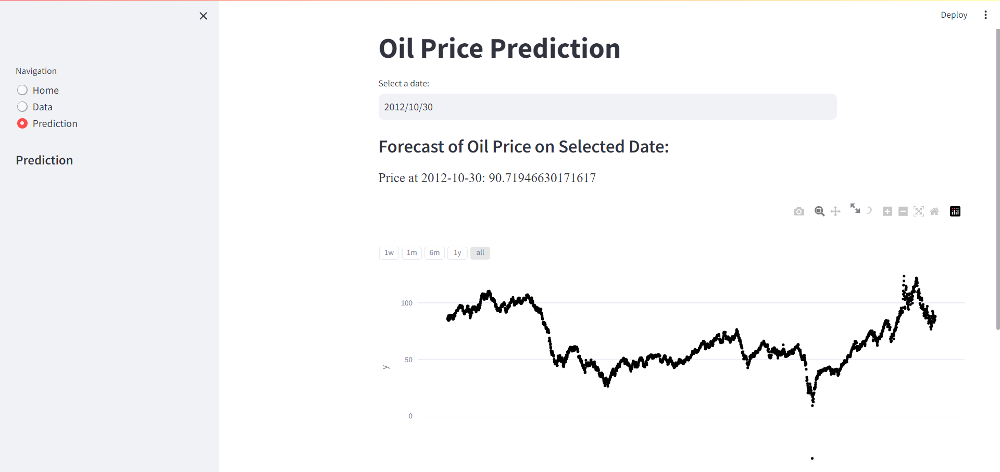 Deploy
Navigation
Home
Data
Prediction
Prediction
Oil Price Prediction
Select a date:
2012/10/30
Forecast of Oil Price on Selected Date:
Price at 2012-10-30: 90.71946630171617
1w 1m 6m 1y all
100
50
0
y